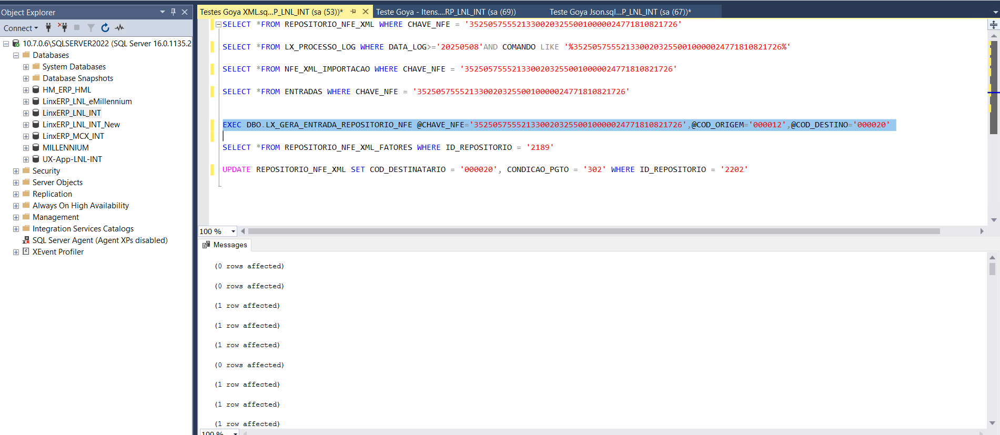 Object Explorer
Connect
10.7.0.6\SQLSERVER2022 (SQL Server 16.0.1135.2
Databases
System Databases
Database Snapshots
HM_ERP_HML
LinxERP_LNL_eMillennium
LinxERP_LNL_INT
LinxERP_LNL_INT_New
LinxERP_MCX_INT
MILLENNIUM
UX-App-LNL-INT
Security
Server Objects
Replication
Always On High Availability
Management
Integration Services Catalogs
SQL Server Agent (Agent XPs disabled)
XEvent Profiler
Testes Goya XML.sq...P_LNL_INT (sa (53))*
Teste Goya - Itens....RP_LNL_INT (sa (69))
Teste Goya Json.sql...P_LNL_INT (sa (67))*
SELECT *FROM REPOSITORIO_NFE_XML WHERE CHAVE_NFE = '35250575552133002032550010000024771810821726'
SELECT *FROM LX_PROCESSO_LOG WHERE DATA_LOG>='20250508'AND COMANDO LIKE '%35250575552133002032550010000024771810821726%'
SELECT *FROM NFE_XML_IMPORTACAO WHERE CHAVE_NFE = '35250575552133002032550010000024771810821726'
SELECT *FROM ENTRADAS WHERE CHAVE_NFE = '35250575552133002032550010000024771810821726'
EXEC DBO.LX_GERA_ENTRADA_REPOSITORIO_NFE @CHAVE_NFE='35250575552133002032550010000024771810821726',@COD_ORIGEM='000012',@COD_DESTINO='000020'
SELECT *FROM REPOSITORIO_NFE_XML_FATORES WHERE ID_REPOSITORIO = '2189'
UPDATE REPOSITORIO_NFE_XML SET COD_DESTINATARIO = '000020', CONDICAO_PGTO = '302' WHERE ID_REPOSITORIO = '2202'
100 %
Messages
(0 rows affected)
(0 rows affected)
(1 row affected)
(1 row affected)
(1 row affected)
(0 rows affected)
(1 row affected)
(1 row affected)
(1 row affected)
100 %